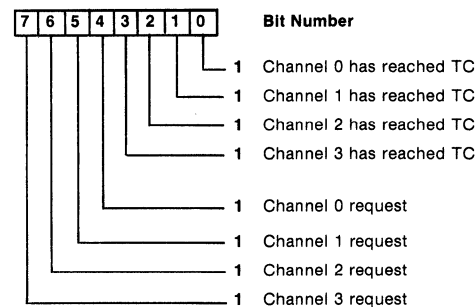 7 6 5 4 3 2 1 0 Bit Number
1 Channel 0 has reached TC
1 Channel 1 has reached TC
1 Channel 2 has reached TC
1 Channel 3 has reached TC
1 Channel 0 request
1 Channel 1 request
1 Channel 2 request
1 Channel 3 request